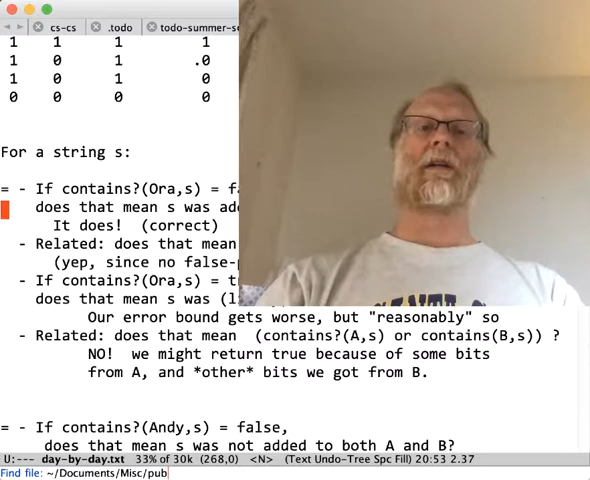 cs-cs .todo todo-summer-s
1 1 1 1
1 0 1 .0
1 0 1 0
0 0 0 0
For a string s:
= - If contains?(Ora,s) = fa
does that mean s was add
It does! (correct)
- Related: does that mean
(yep, since no false-p
- If contains?(Ora,s) = tr
does that mean s was (l
Our error bound gets worse, but "reasonably" so
- Related: does that mean (contains?(A,s) or contains(B,s)) ?
NO! we might return true because of some bits
from A, and *other* bits we got from B.
= - If contains?(Andy,s) = false,
does that mean s was not added to both A and B?
U:--- day-by-day.txt 33% of 30k (268,0) <N> (Text Undo-Tree Spc Fill) 20:53 2.37
Find file: ~/Documents/Misc/pub